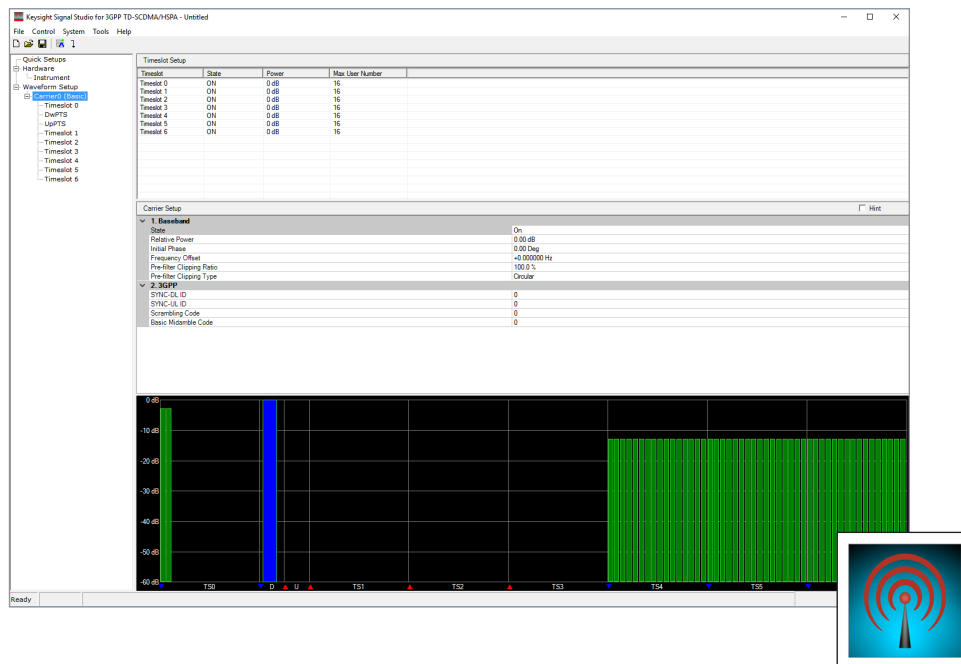 Keysight Signal Studio for 3GPP TD-SCDMA/HSPA - Untitled
File Control System Tools Help
Quick Setups
Hardware
Instrument
Waveform Setup
Carrier0 (Basic)
Timeslot 0
DwPTS
UpPTS
Timeslot 1
Timeslot 2
Timeslot 3
Timeslot 4
Timeslot 5
Timeslot 6
Timeslot Setup
Timeslot State Power Max User Number
Timeslot 0 ON 0 dB 16
Timeslot 1 ON 0 dB 16
Timeslot 2 ON 0 dB 16
Timeslot 3 ON 0 dB 16
Timeslot 4 ON 0 dB 16
Timeslot 5 ON 0 dB 16
Timeslot 6 ON 0 dB 16
Carrier Setup Hint
1. Baseband
State On
Relative Power 0.00 dB
Initial Phase 0.00 Deg
Frequency Offset +0.000000 Hz
Pre-filter Clipping Ratio 100.0 %
Pre-filter Clipping Type Circular
2. 3GPP
SYNC-DL ID 0
SYNC-UL ID 0
Scrambling Code 0
Basic Midamble Code 0
0 dB
-10 dB
-20 dB
-30 dB
-40 dB
-50 dB
-60 dB
TS0 D U TS1 TS2 TS3 TS4 TS5
Ready